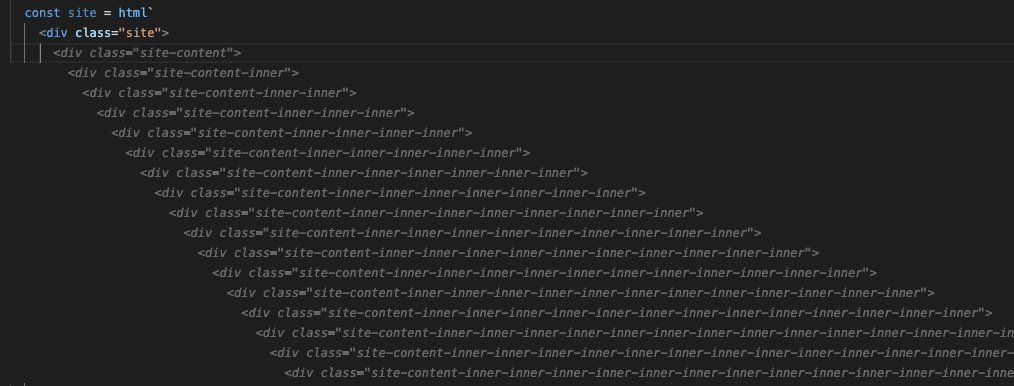 const site = html`
<div class="site">
<div class="site-content">
<div class="site-content-inner">
<div class="site-content-inner-inner">
<div class="site-content-inner-inner-inner">
<div class="site-content-inner-inner-inner-inner">
<div class="site-content-inner-inner-inner-inner-inner">
<div class="site-content-inner-inner-inner-inner-inner-inner">
<div class="site-content-inner-inner-inner-inner-inner-inner-inner">
<div class="site-content-inner-inner-inner-inner-inner-inner-inner-inner">
<div class="site-content-inner-inner-inner-inner-inner-inner-inner-inner-inner">
<div class="site-content-inner-inner-inner-inner-inner-inner-inner-inner-inner-inner">
<div class="site-content-inner-inner-inner-inner-inner-inner-inner-inner-inner-inner-inner">
<div class="site-content-inner-inner-inner-inner-inner-inner-inner-inner-inner-inner-inner-inner">
<div class="site-content-inner-inner-inner-inner-inner-inner-inner-inner-inner-inner-inner-inner-inner">
<div class="site-content-inner-inner-inner-inner-inner-inner-inner-inner-inner-inner-inner-inner-inner-in
<div class="site-content-inner-inner-inner-inner-inner-inner-inner-inner-inner-inner-inner-inner-inner-
<div class="site-content-inner-inner-inner-inner-inner-inner-inner-inner-inner-inner-inner-inner-inne